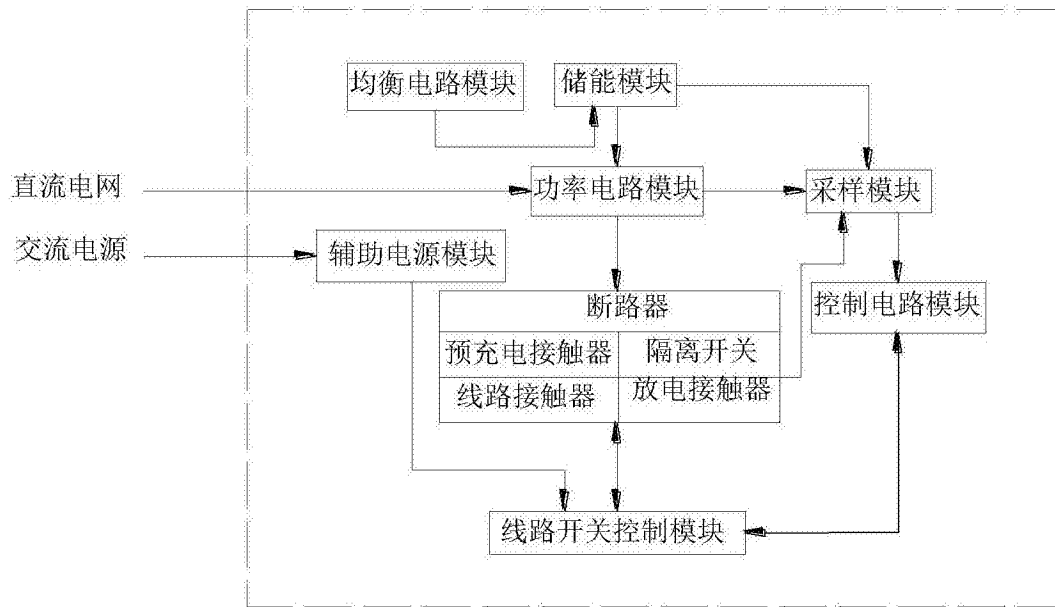 均衡电路模块
储能模块
直流电网
功率电路模块
采样模块
交流电源
辅助电源模块
断路器
控制电路模块
预充电接触器
隔离开关
线路接触器
放电接触器
线路开关控制模块